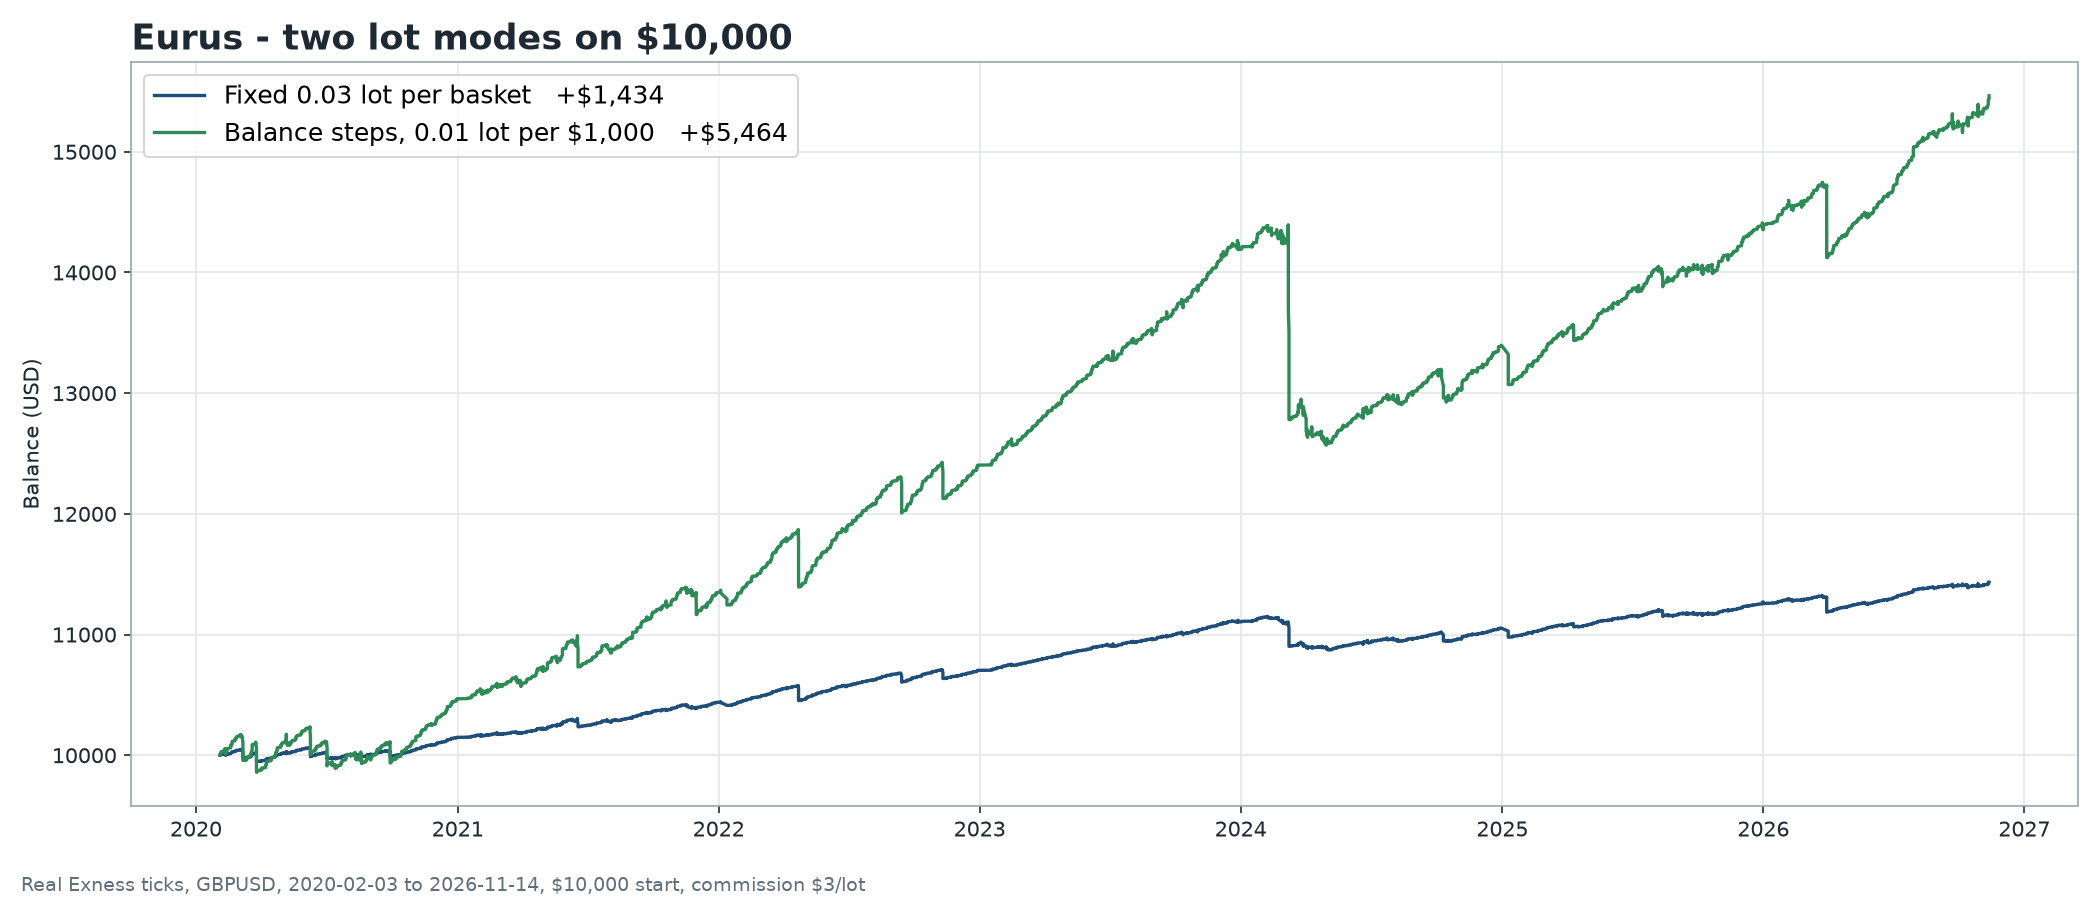 Eurus - two lot modes on $10,000
Fixed 0.03 lot per basket +$1,434
Balance steps, 0.01 lot per $1,000 +$5,464
Balance (USD)
15000
14000
13000
12000
11000
10000
2020 2021 2022 2023 2024 2025 2026 2027
Real Exness ticks, GBPUSD, 2020-02-03 to 2026-11-14, $10,000 start, commission $3/lot